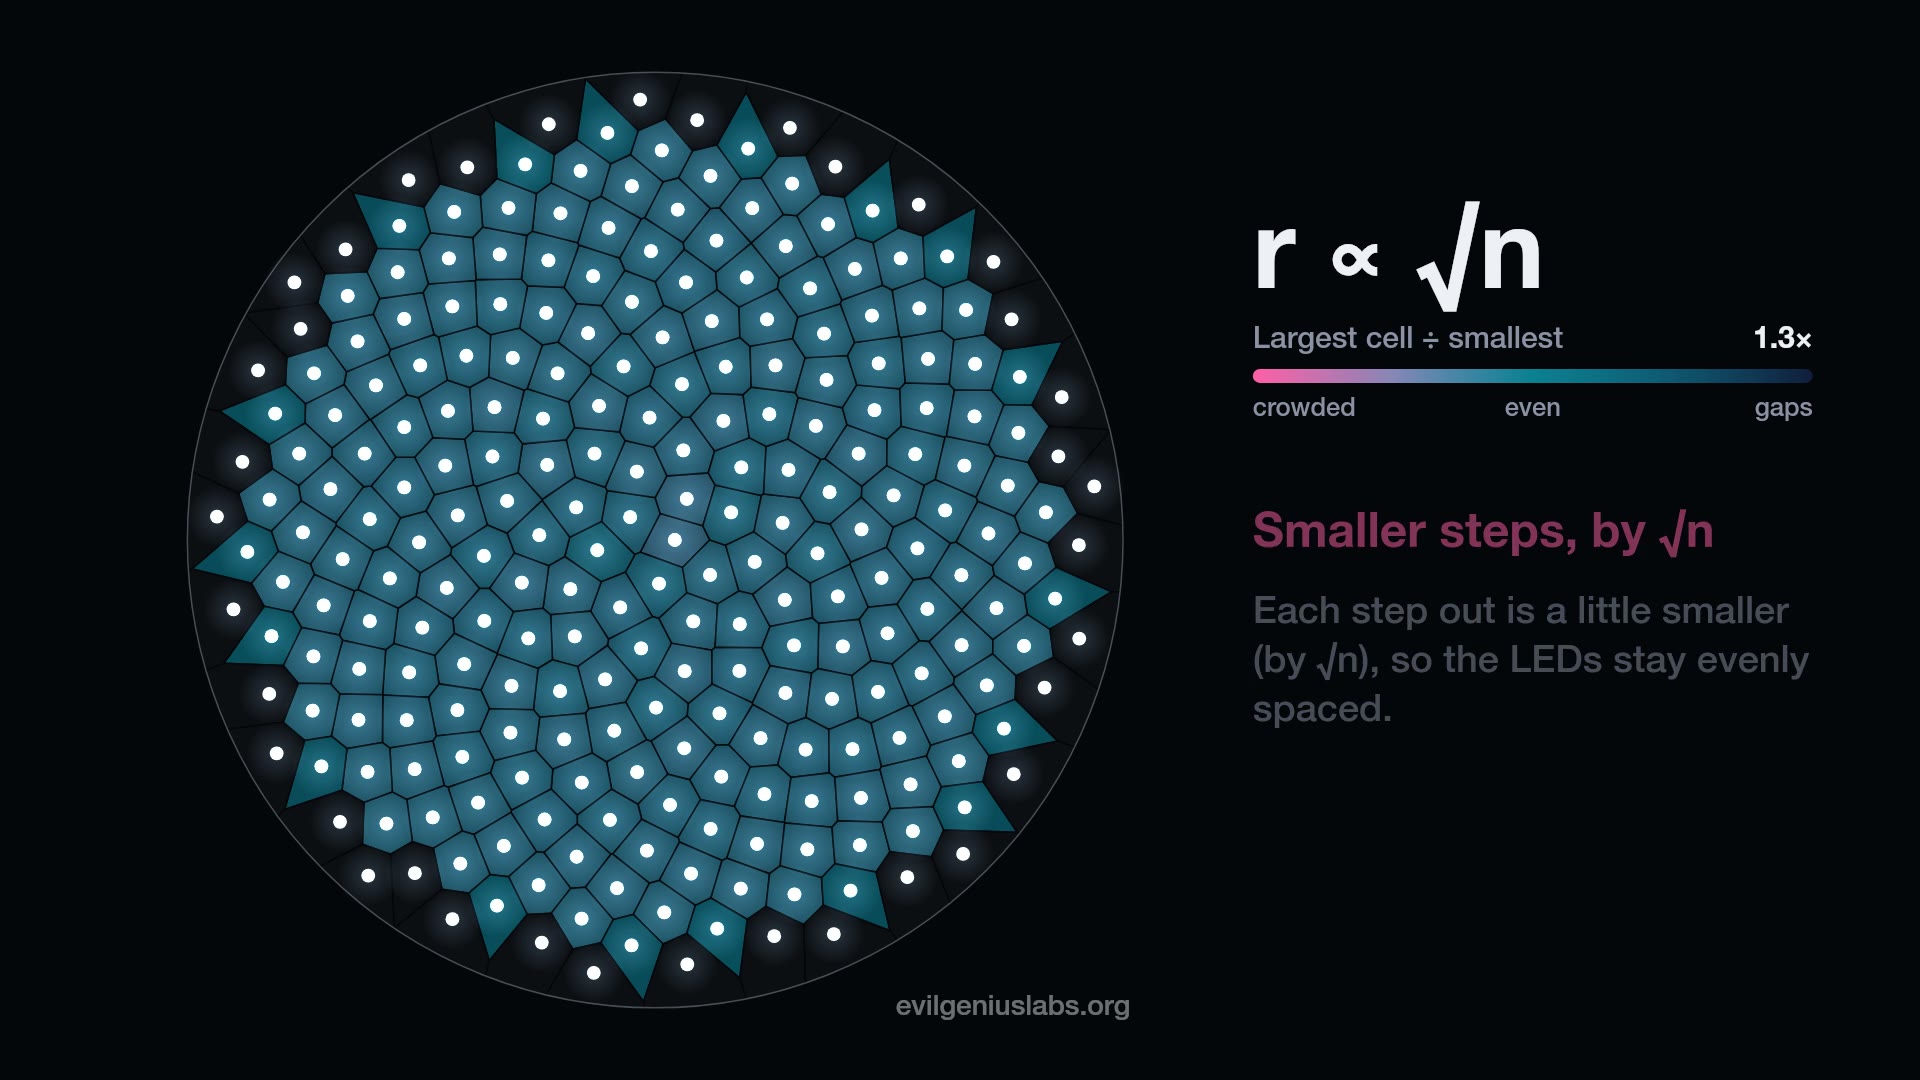 r ∝ √n
Largest cell ÷ smallest 1.3×
crowded even gaps
Smaller steps, by √n
Each step out is a little smaller
(by √n), so the LEDs stay evenly
spaced.
evilgeniuslabs.org